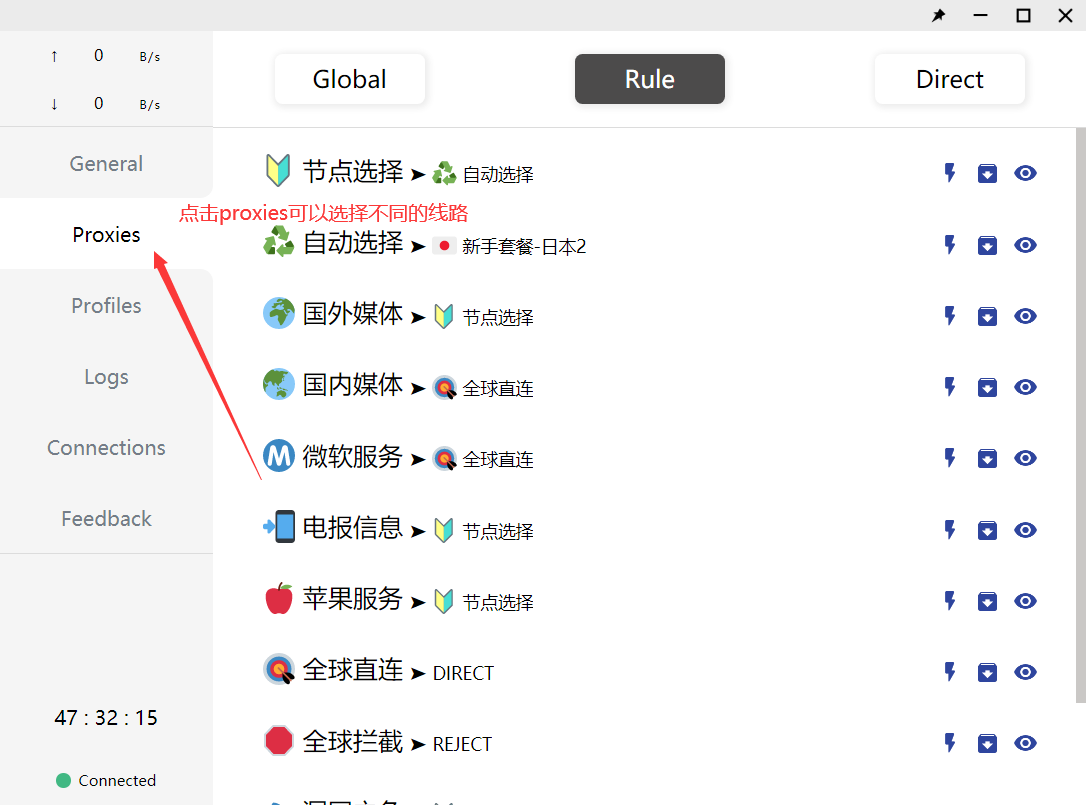 ↑ 0 B/s
↓ 0 B/s
General
Proxies
Profiles
Logs
Connections
Feedback
47 : 32 : 15
Connected
Global Rule Direct
节点选择 ➤ 自动选择
点击proxies可以选择不同的线路
自动选择 ➤ 新手套餐-日本2
国外媒体 ➤ 节点选择
国内媒体 ➤ 全球直连
M 微软服务 ➤ 全球直连
电报信息 ➤ 节点选择
苹果服务 ➤ 节点选择
全球直连 ➤ DIRECT
全球拦截 ➤ REJECT